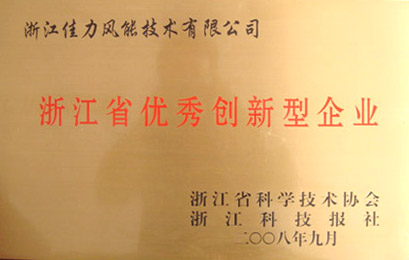 浙江佳力风能技术有限公司
浙江省优秀创新型企业
浙江省科学技术协会
浙江科技报社
二〇〇八年九月